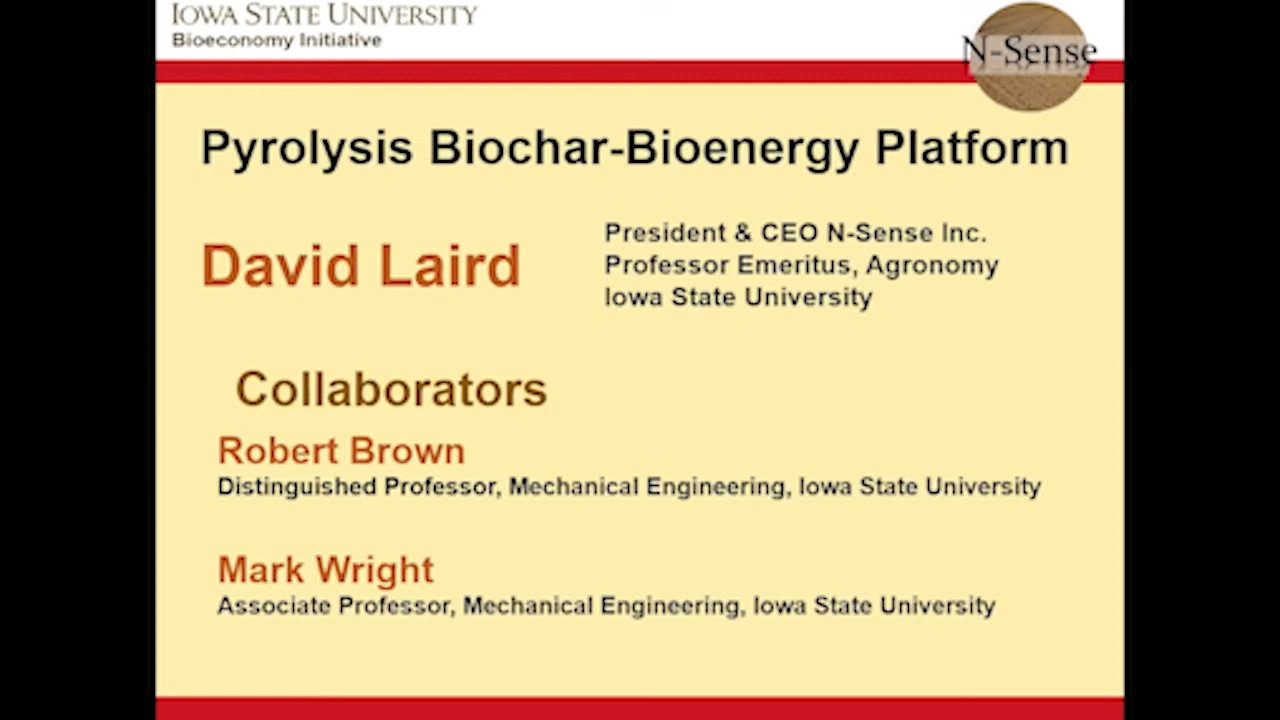 IOWA STATE UNIVERSITY
Bioeconomy Initiative
N-Sense
Pyrolysis Biochar-Bioenergy Platform
David Laird
President & CEO N-Sense Inc.
Professor Emeritus, Agronomy
Iowa State University
Collaborators
Robert Brown
Distinguished Professor, Mechanical Engineering, Iowa State University
Mark Wright
Associate Professor, Mechanical Engineering, Iowa State University